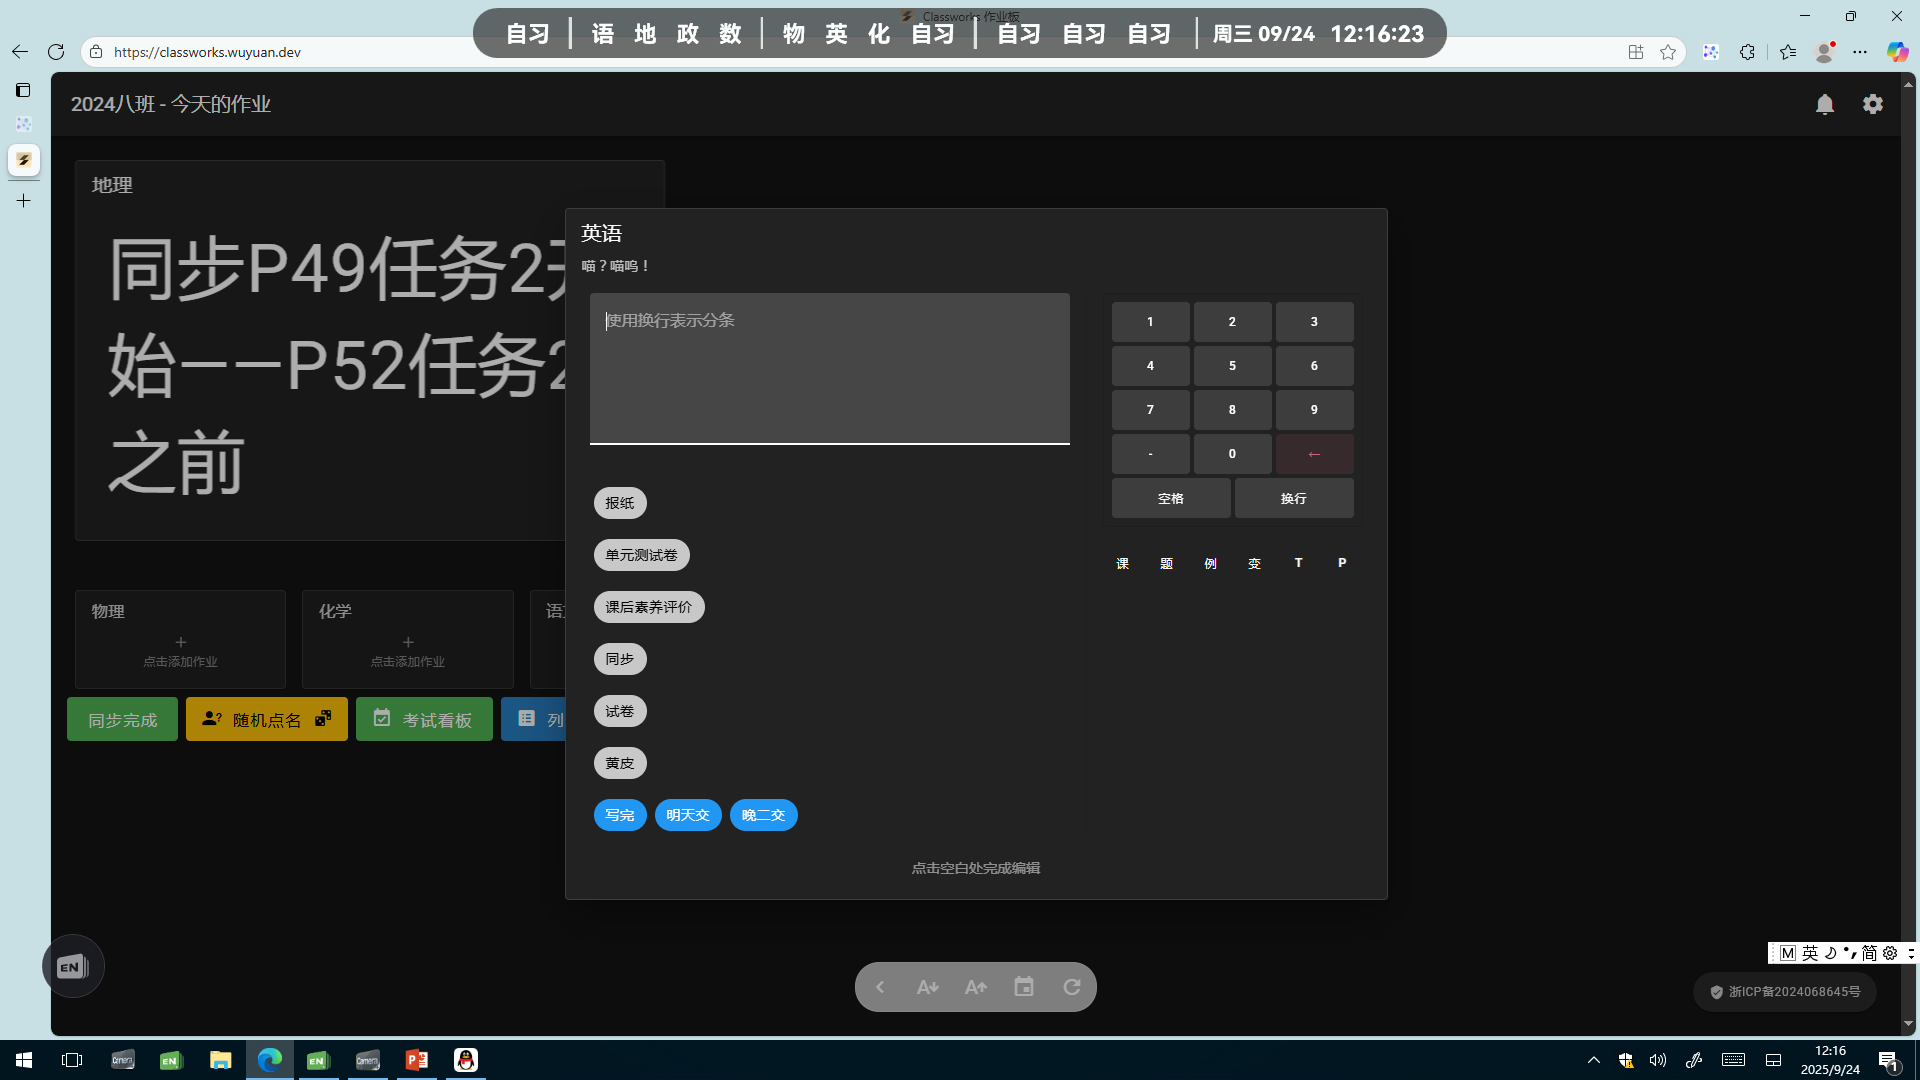 Classworks 作业板
自习 语 地 政 数 物 英 化 自习 自习 自习 自习 周三 09/24 12:16:23
https://classworks.wuyuan.dev
2024八班 - 今天的作业
地理
同步P49任务2开
始——P52任务2
之前
英语
喵？喵呜！
使用换行表示分条
1 2 3
4 5 6
7 8 9
- 0 ←
空格 换行
课 题 例 变 T P
报纸
单元测试卷
课后素养评价
同步
试卷
黄皮
写完 明天交 晚二交
点击空白处完成编辑
物理
点击添加作业
化学
点击添加作业
同步完成 随机点名 考试看板 列
EN
M 英 简
浙ICP备2024068645号
Camera EN EN Camera
12:16
2025/9/24
1